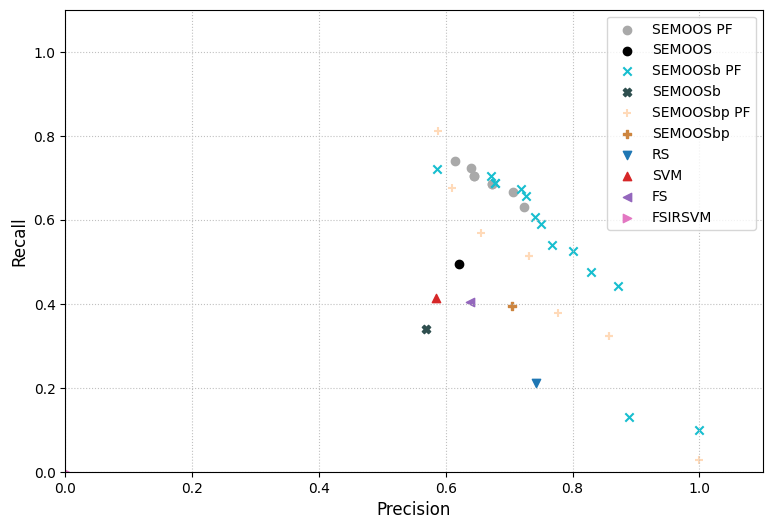 SEMOOS PF
SEMOOS
SEMOOSb PF
SEMOOSb
SEMOOSbp PF
SEMOOSbp
RS
SVM
FS
FSIRSVM
1.0
0.8
0.6
0.4
0.2
0.0
Recall
0.0 0.2 0.4 0.6 0.8 1.0
Precision